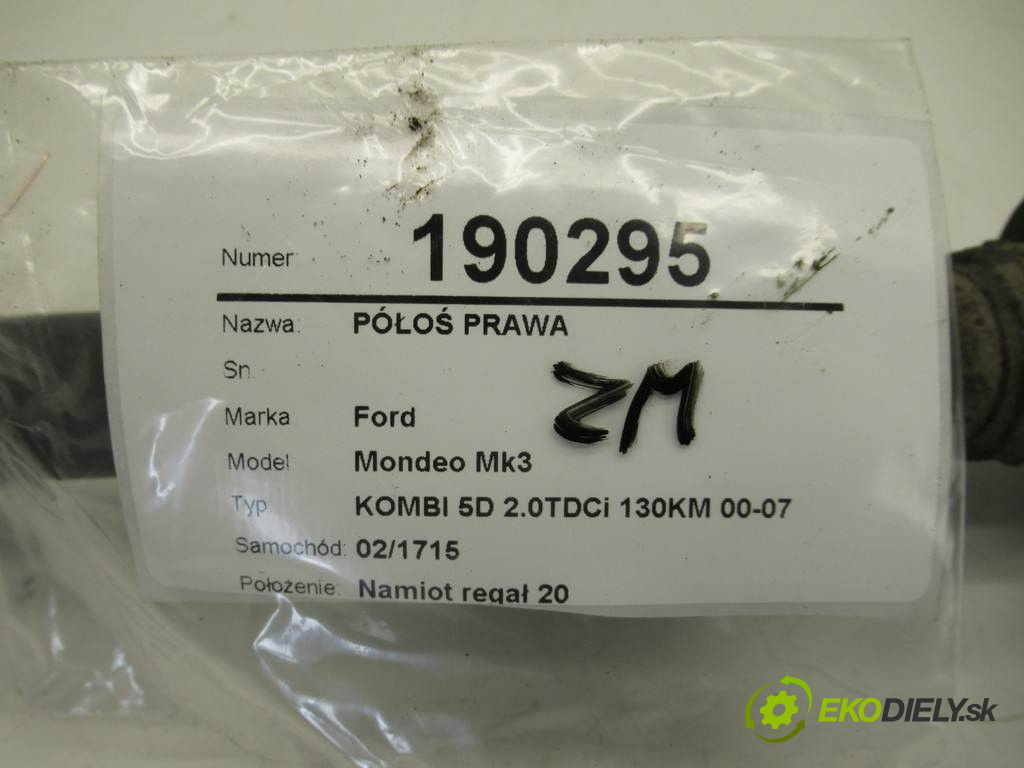 Numer 190295
Nazwa: PÓŁOŚ PRAWA
Sn.
Marka Ford
ZM
Model Mondeo Mk3
Typ KOMBI 5D 2.0TDCi 130KM 00-07
Samochód: 02/1715
Położenie: Namiot regał 20
EKODIELY.sk